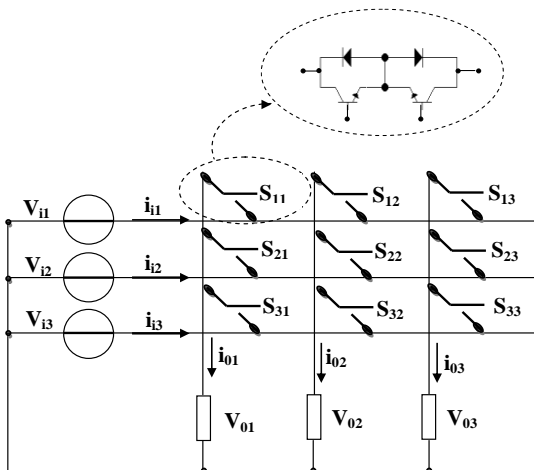 S11 S12 S13
Vi1 ii1
S21 S22 S23
Vi2 ii2
S31 S32 S33
Vi3 ii3
i01 i02 i03
V01 V02 V03